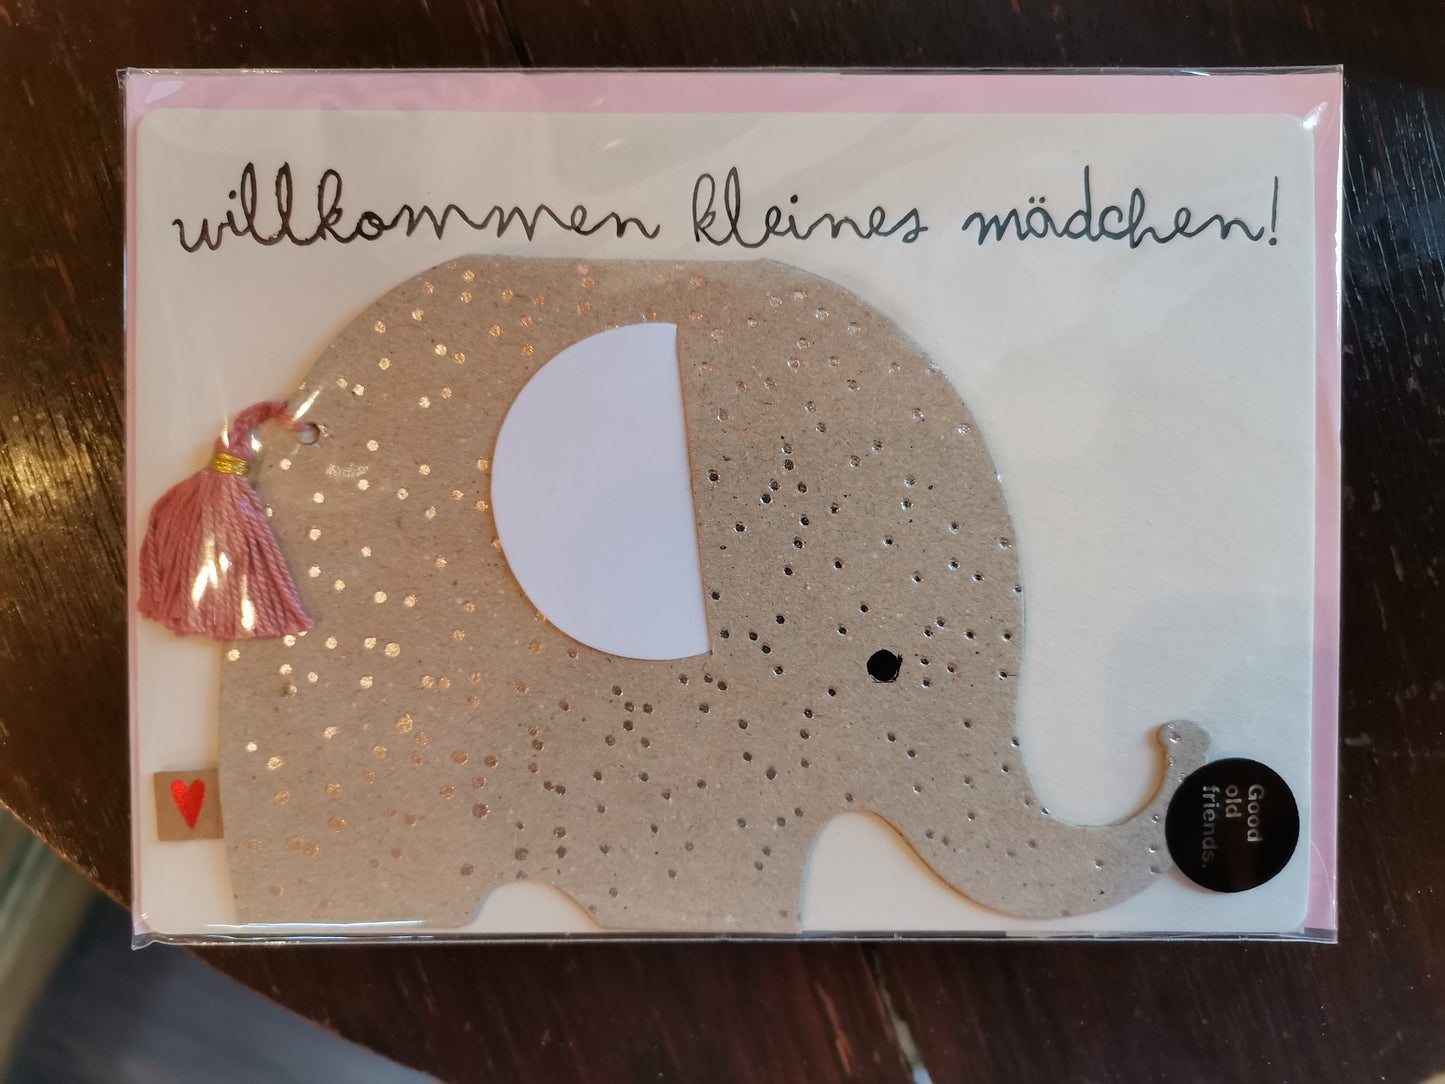 willkommen kleines mädchen!
Good
old
friends.